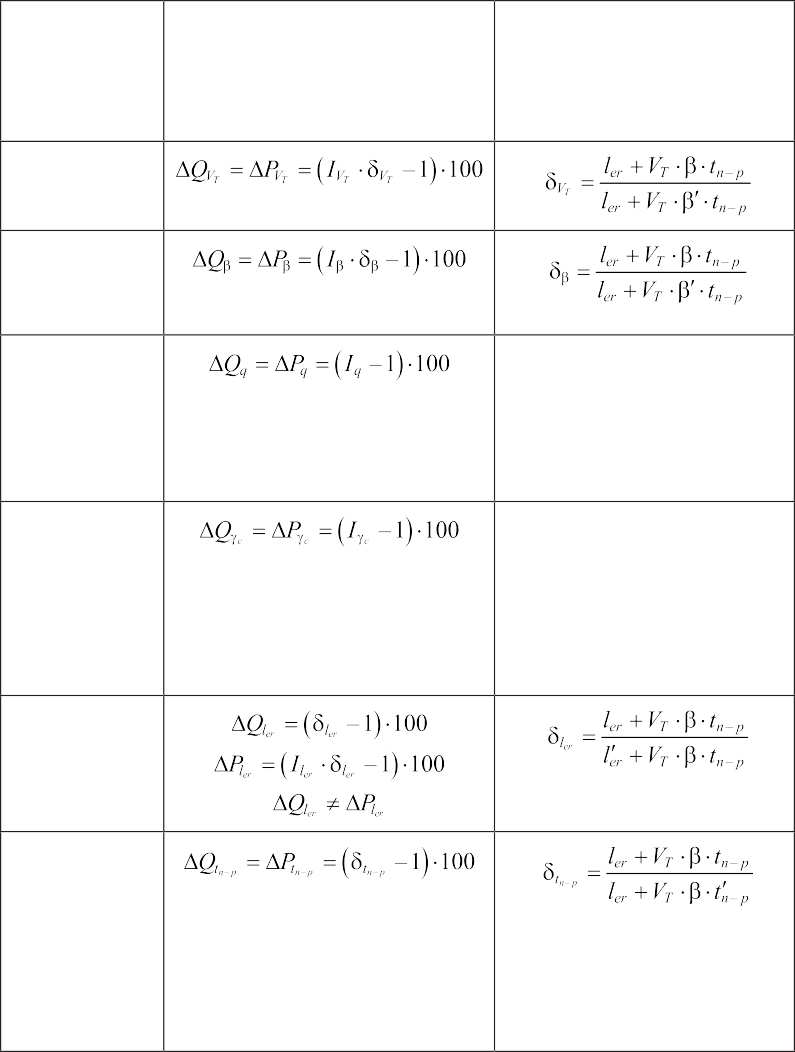 ΔQ_{V_T} = ΔP_{V_T} = (I_{V_T} · δ_{V_T} − 1) · 100
δ_{V_T} = (l_{er} + V_T · β · t_{n−p}) / (l_{er} + V_T · β′ · t_{n−p})
ΔQ_β = ΔP_β = (I_β · δ_β − 1) · 100
δ_β = (l_{er} + V_T · β · t_{n−p}) / (l_{er} + V_T · β′ · t_{n−p})
ΔQ_q = ΔP_q = (I_q − 1) · 100
ΔQ_{γ_c} = ΔP_{γ_c} = (I_{γ_c} − 1) · 100
ΔQ_{l_{er}} = (δ_{l_{er}} − 1) · 100
ΔP_{l_{er}} = (I_{l_{er}} · δ_{l_{er}} − 1) · 100
ΔQ_{l_{er}} ≠ ΔP_{l_{er}}
δ_{l_{er}} = (l_{er} + V_T · β · t_{n−p}) / (l′_{er} + V_T · β · t_{n−p})
ΔQ_{t_{n−p}} = ΔP_{t_{n−p}} = (δ_{t_{n−p}} − 1) · 100
δ_{t_{n−p}} = (l_{er} + V_T · β · t_{n−p}) / (l_{er} + V_T · β · t′_{n−p})